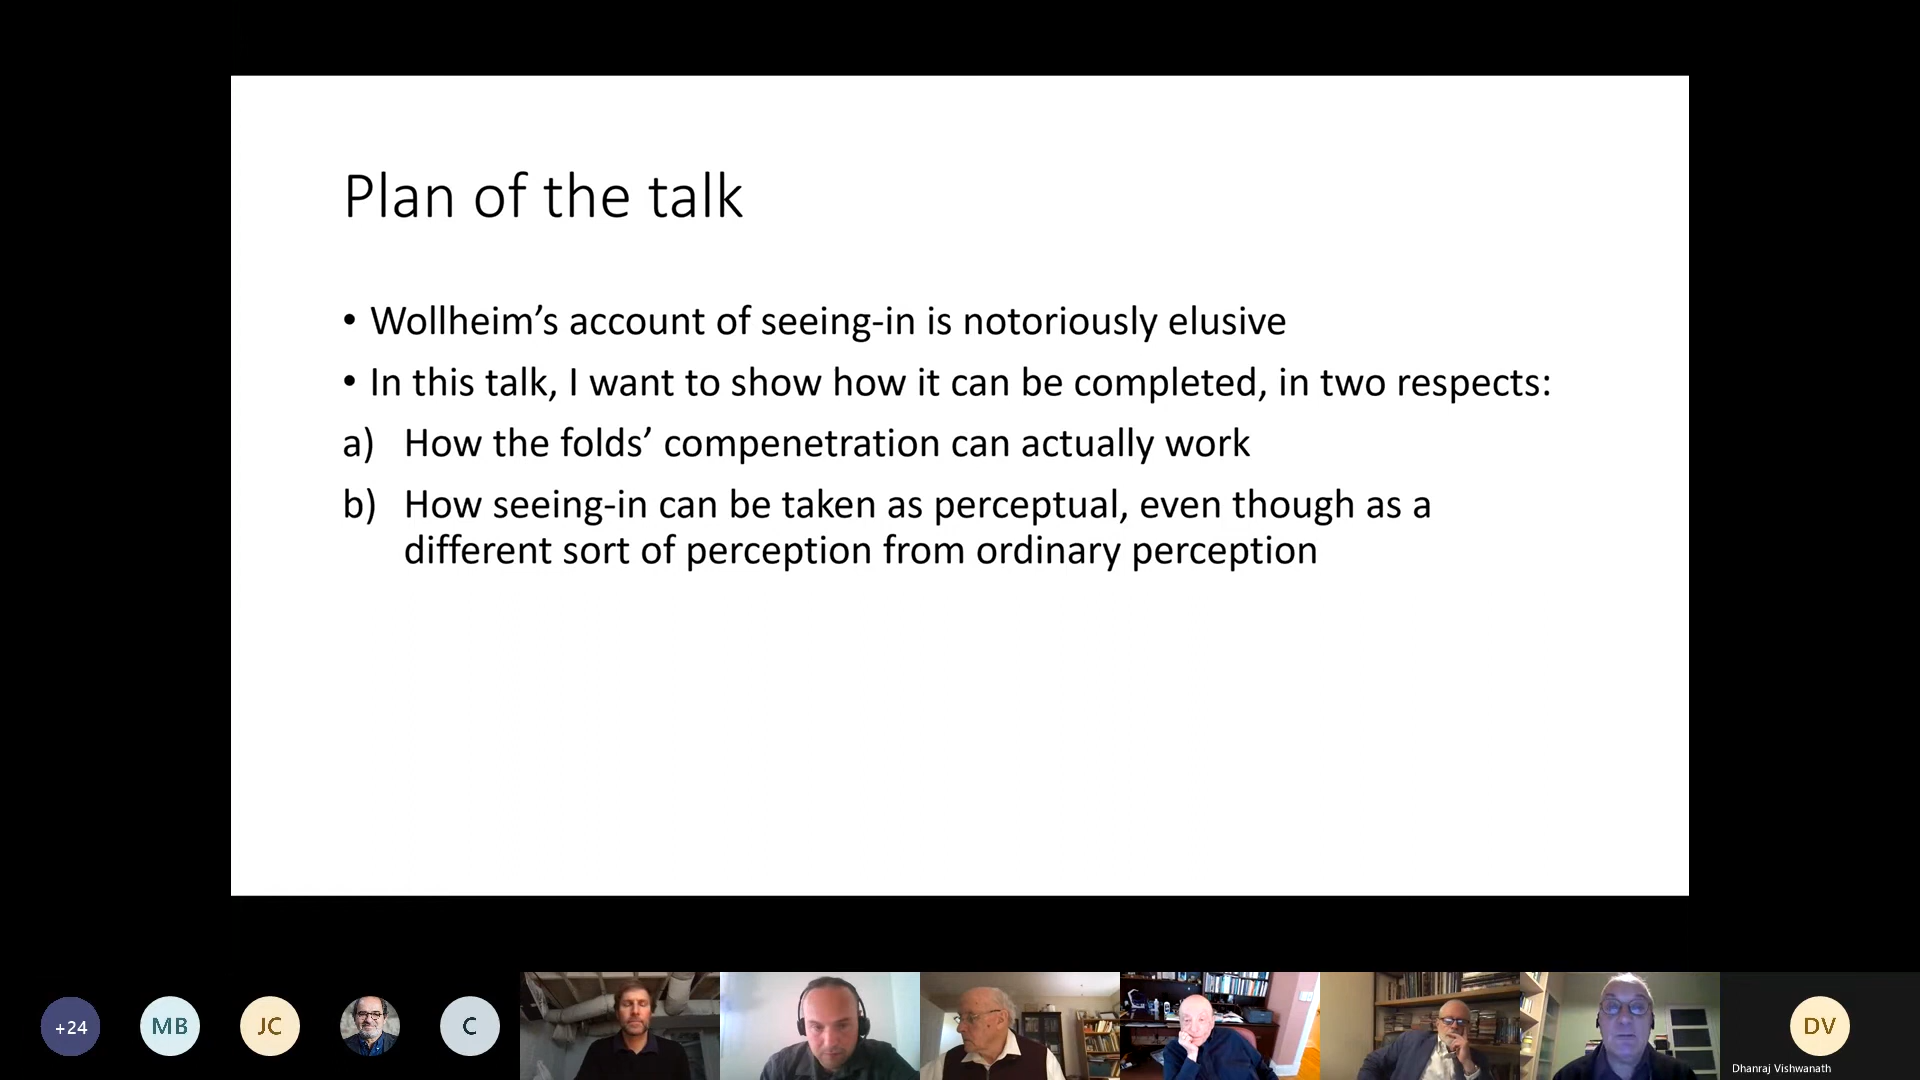 Plan of the talk
• Wollheim’s account of seeing-in is notoriously elusive
• In this talk, I want to show how it can be completed, in two respects:
a) How the folds’ compenetration can actually work
b) How seeing-in can be taken as perceptual, even though as a
different sort of perception from ordinary perception
+24
MB
JC
C
DV
Dhanraj Vishwanath